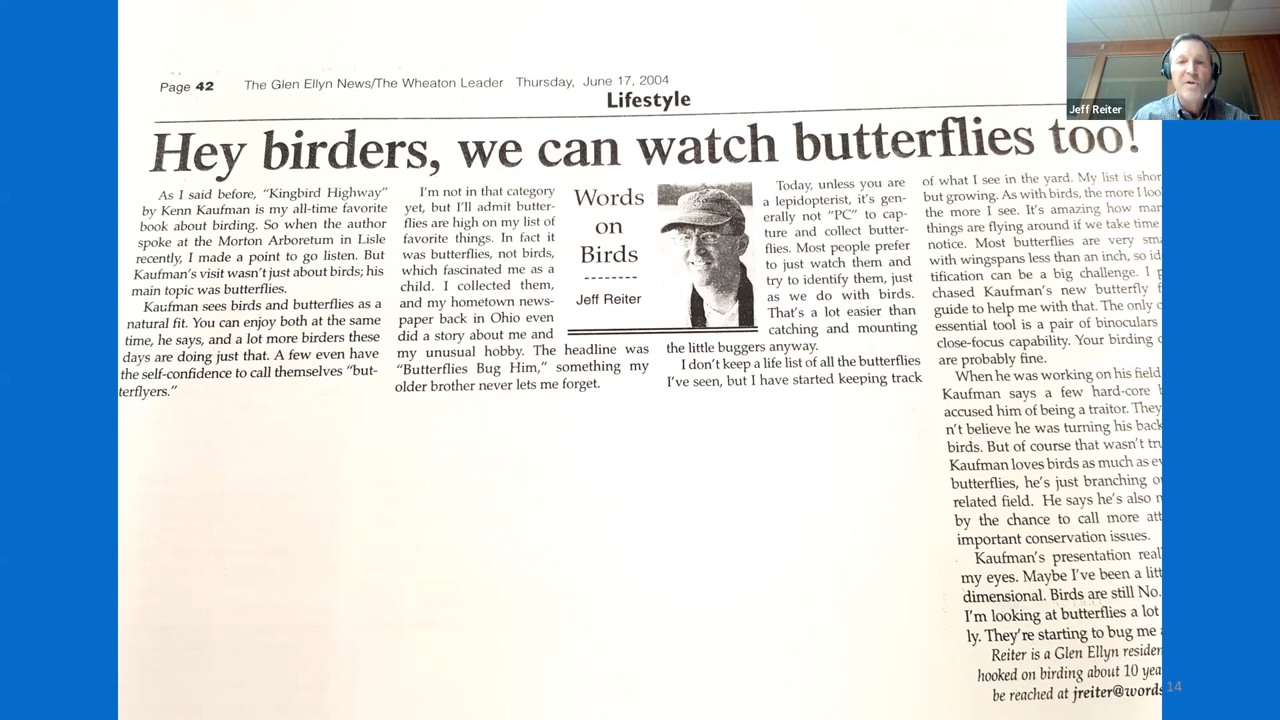 Jeff Reiter
Page 42 The Glen Ellyn News/The Wheaton Leader Thursday, June 17, 2004
Lifestyle
Hey birders, we can watch butterflies too!
As I said before, “Kingbird Highway”
by Kenn Kaufman is my all-time favorite
book about birding. So when the author
spoke at the Morton Arboretum in Lisle
recently, I made a point to go listen. But
Kaufman’s visit wasn’t just about birds; his
main topic was butterflies.
Kaufman sees birds and butterflies as a
natural fit. You can enjoy both at the same
time, he says, and a lot more birders these
days are doing just that. A few even have
the self-confidence to call themselves “but-
terflyers.”
I’m not in that category
yet, but I’ll admit butter-
flies are high on my list of
favorite things. In fact it
was butterflies, not birds,
which fascinated me as a
child. I collected them,
and my hometown news-
paper back in Ohio even
did a story about me and
my unusual hobby. The headline was
“Butterflies Bug Him,” something my
older brother never lets me forget.
Words
on
Birds
--------
Jeff Reiter
Today, unless you are
a lepidopterist, it’s gen-
erally not “PC” to cap-
ture and collect butter-
flies. Most people prefer
to just watch them and
try to identify them, just
as we do with birds.
That’s a lot easier than
catching and mounting
the little buggers anyway.
I don’t keep a life list of all the butterflies
I’ve seen, but I have started keeping track
of what I see in the yard. My list is shor
but growing. As with birds, the more I loo
the more I see. It’s amazing how mar
things are flying around if we take time
notice. Most butterflies are very sma
with wingspans less than an inch, so id
tification can be a big challenge. I p
chased Kaufman’s new butterfly f
guide to help me with that. The only o
essential tool is a pair of binoculars
close-focus capability. Your birding
are probably fine.
When he was working on his field
Kaufman says a few hard-core
accused him of being a traitor. They
n’t believe he was turning his back
birds. But of course that wasn’t tru
Kaufman loves birds as much as ev
butterflies, he’s just branching
related field. He says he’s also
by the chance to call more att
important conservation issues.
Kaufman’s presentation real
my eyes. Maybe I’ve been a litt
dimensional. Birds are still No.
I’m looking at butterflies a lot
ly. They’re starting to bug me
Reiter is a Glen Ellyn residen
hooked on birding about 10 yea
be reached at jreiter@words
14